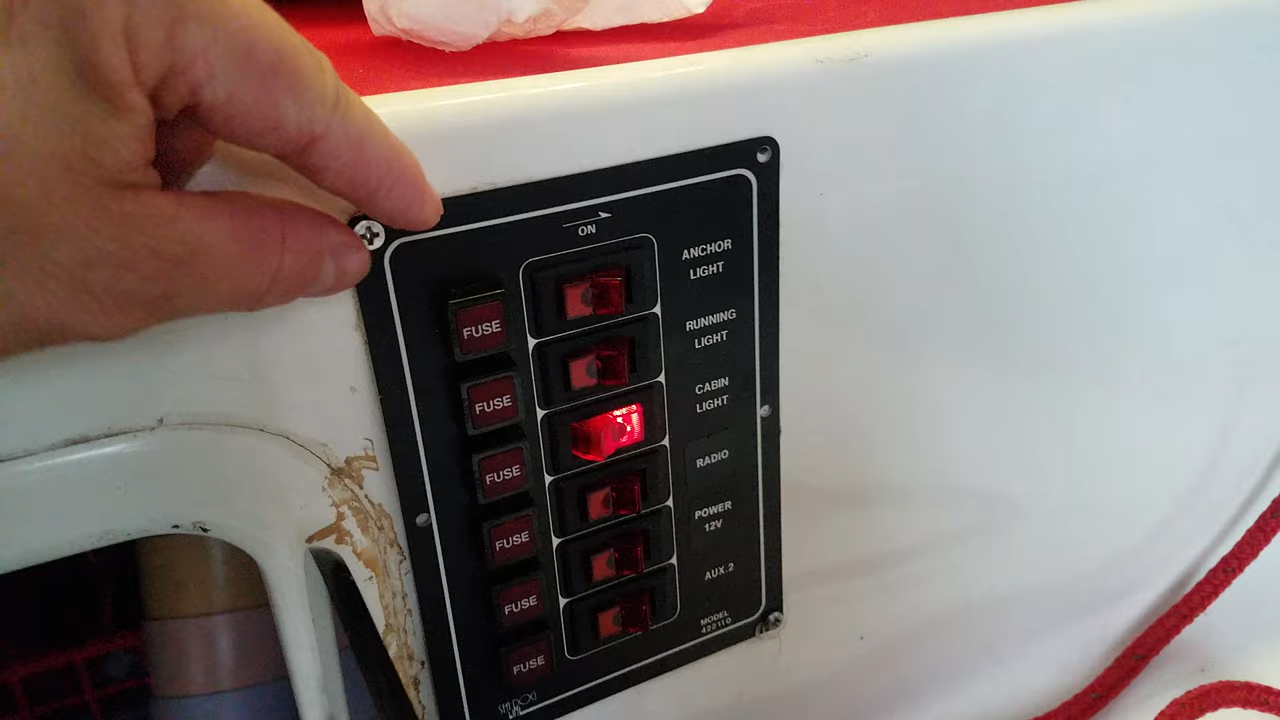 ON
ANCHOR
LIGHT
FUSE
RUNNING
LIGHT
FUSE
CABIN
LIGHT
FUSE
RADIO
FUSE
POWER
12V
FUSE
AUX.2
FUSE
MODEL
422110